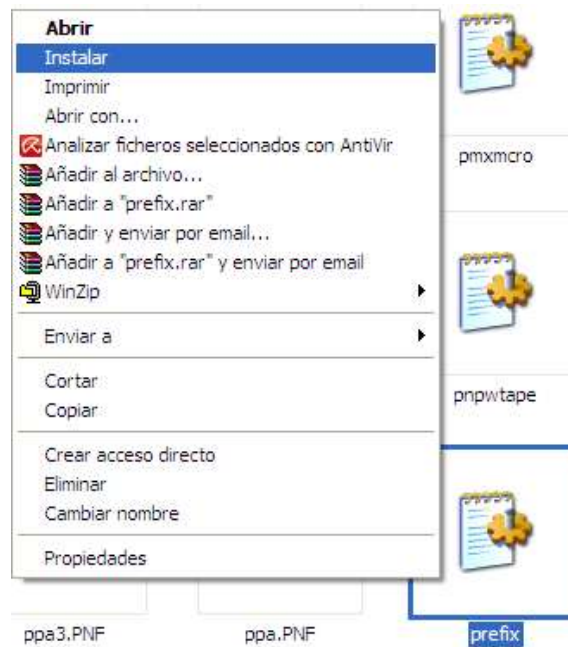 Abrir
Instalar
Imprimir
Abrir con...
Analizar ficheros seleccionados con AntiVir
Añadir al archivo...
Añadir a "prefix.rar"
Añadir y enviar por email...
Añadir a "prefix.rar" y enviar por email
WinZip
Enviar a
Cortar
Copiar
Crear acceso directo
Eliminar
Cambiar nombre
Propiedades
pmxmcro
pnpwtape
ppa3.PNF
ppa.PNF
prefix